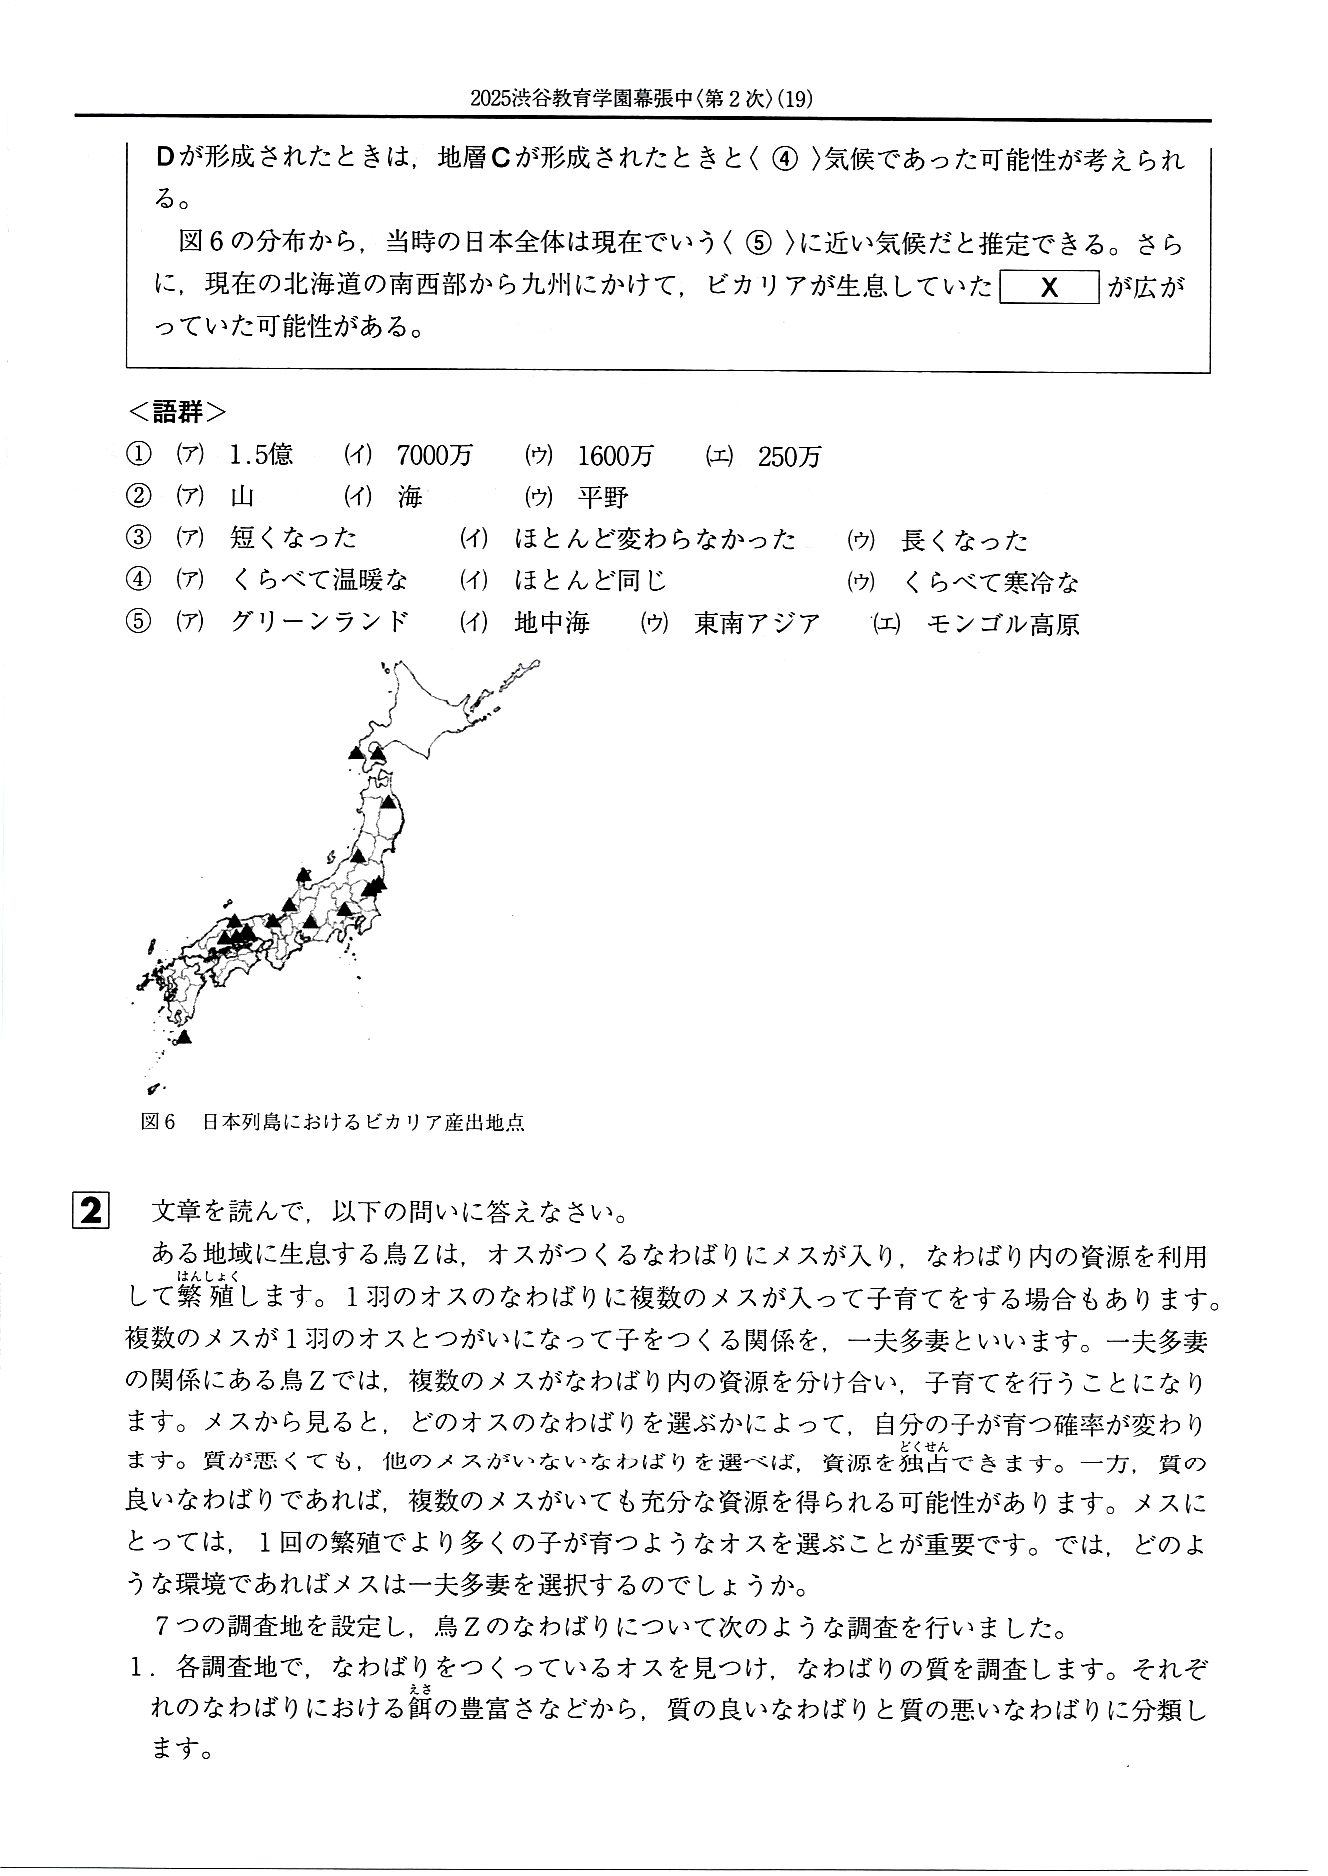 2025渋谷教育学園幕張中〈第2次〉(19)
Dが形成されたときは，地層Cが形成されたときと〈 ④ 〉気候であった可能性が考えられ
る。
図6の分布から，当時の日本全体は現在でいう〈 ⑤ 〉に近い気候だと推定できる。さら
に，現在の北海道の南西部から九州にかけて，ビカリアが生息していた X が広が
っていた可能性がある。
＜語群＞
① (ア) 1.5億 (イ) 7000万 (ウ) 1600万 (エ) 250万
② (ア) 山 (イ) 海 (ウ) 平野
③ (ア) 短くなった (イ) ほとんど変わらなかった (ウ) 長くなった
④ (ア) くらべて温暖な (イ) ほとんど同じ (ウ) くらべて寒冷な
⑤ (ア) グリーンランド (イ) 地中海 (ウ) 東南アジア (エ) モンゴル高原
図6 日本列島におけるビカリア産出地点
2 文章を読んで，以下の問いに答えなさい。
ある地域に生息する鳥Zは，オスがつくるなわばりにメスが入り，なわばり内の資源を利用
はんしょく
して繁殖します。1羽のオスのなわばりに複数のメスが入って子育てをする場合もあります。
複数のメスが1羽のオスとつがいになって子をつくる関係を，一夫多妻といいます。一夫多妻
の関係にある鳥Zでは，複数のメスがなわばり内の資源を分け合い，子育てを行うことになり
ます。メスから見ると，どのオスのなわばりを選ぶかによって，自分の子が育つ確率が変わり
どくせん
ます。質が悪くても，他のメスがいないなわばりを選べば，資源を独占できます。一方，質の
良いなわばりであれば，複数のメスがいても充分な資源を得られる可能性があります。メスに
とっては，1回の繁殖でより多くの子が育つようなオスを選ぶことが重要です。では，どのよ
うな環境であればメスは一夫多妻を選択するのでしょうか。
7つの調査地を設定し，鳥Zのなわばりについて次のような調査を行いました。
1．各調査地で，なわばりをつくっているオスを見つけ，なわばりの質を調査します。それぞ
えさ
れのなわばりにおける餌の豊富さなどから，質の良いなわばりと質の悪いなわばりに分類し
ます。